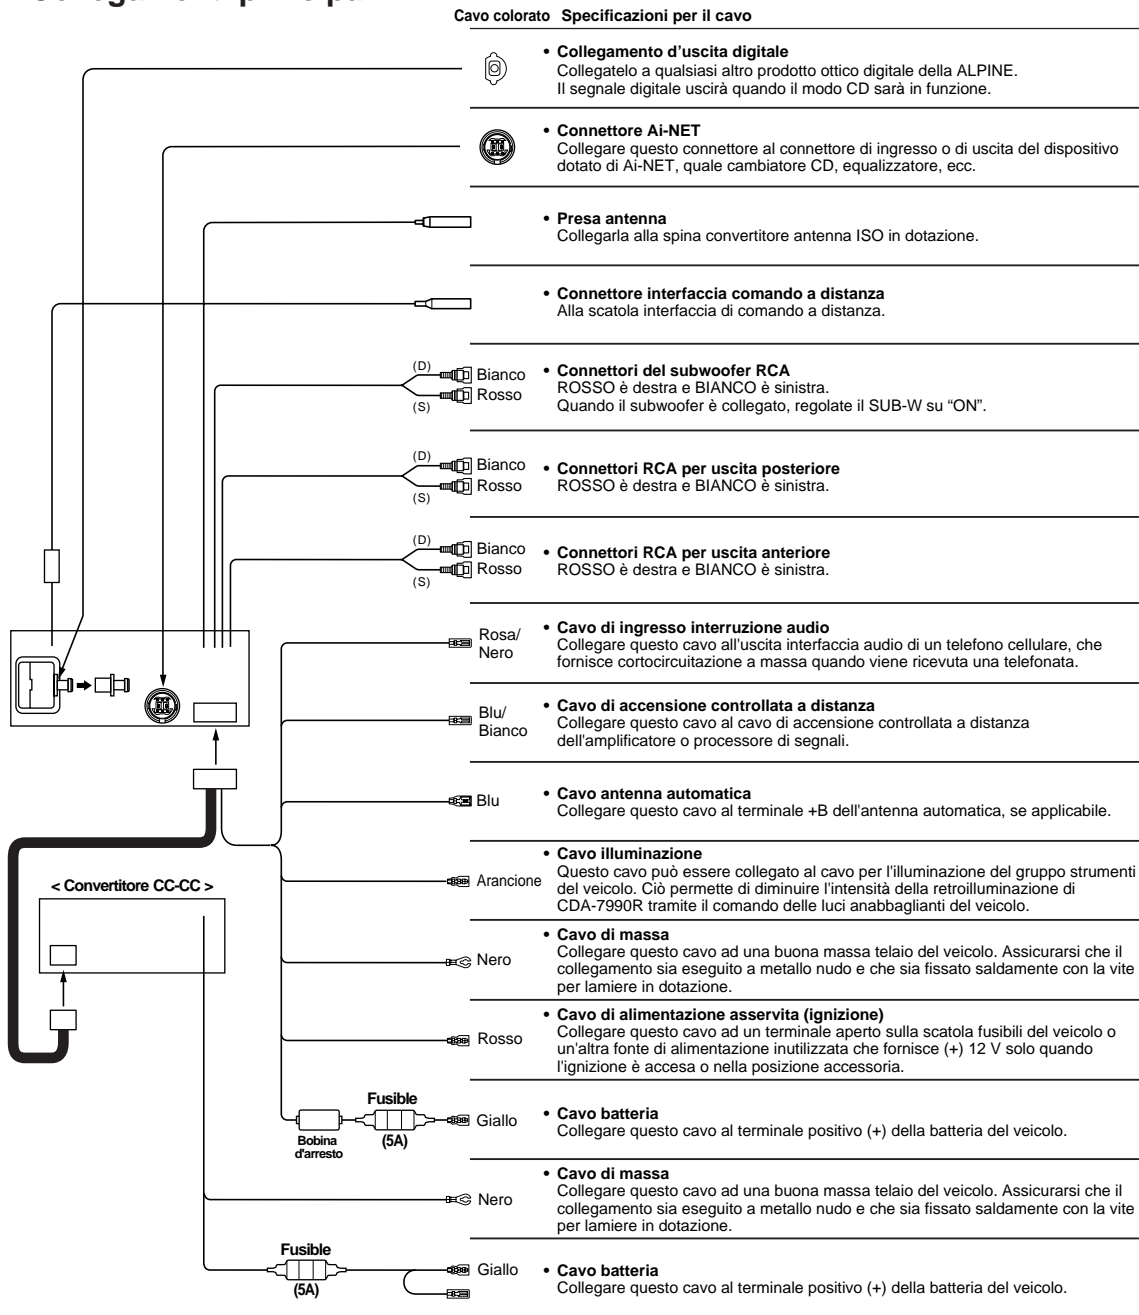 Cavo colorato Specificazioni per il cavo
• Collegamento d'uscita digitale
Collegatelo a qualsiasi altro prodotto ottico digitale della ALPINE.
Il segnale digitale uscirà quando il modo CD sarà in funzione.
• Connettore Ai-NET
Collegare questo connettore al connettore di ingresso o di uscita del dispositivo
dotato di Ai-NET, quale cambiatore CD, equalizzatore, ecc.
• Presa antenna
Collegarla alla spina convertitore antenna ISO in dotazione.
• Connettore interfaccia comando a distanza
Alla scatola interfaccia di comando a distanza.
(D) Bianco
Rosso
(S)
• Connettori del subwoofer RCA
ROSSO è destra e BIANCO è sinistra.
Quando il subwoofer è collegato, regolate il SUB-W su “ON”.
(D) Bianco
Rosso
(S)
• Connettori RCA per uscita posteriore
ROSSO è destra e BIANCO è sinistra.
(D) Bianco
Rosso
(S)
• Connettori RCA per uscita anteriore
ROSSO è destra e BIANCO è sinistra.
Rosa/
Nero
• Cavo di ingresso interruzione audio
Collegare questo cavo all'uscita interfaccia audio di un telefono cellulare, che
fornisce cortocircuitazione a massa quando viene ricevuta una telefonata.
Blu/
Bianco
• Cavo di accensione controllata a distanza
Collegare questo cavo al cavo di accensione controllata a distanza
dell'amplificatore o processore di segnali.
Blu
• Cavo antenna automatica
Collegare questo cavo al terminale +B dell'antenna automatica, se applicabile.
Arancione
• Cavo illuminazione
Questo cavo può essere collegato al cavo per l'illuminazione del gruppo strumenti
del veicolo. Ciò permette di diminuire l'intensità della retroilluminazione di
CDA-7990R tramite il comando delle luci anabbaglianti del veicolo.
< Convertitore CC-CC >
Nero
• Cavo di massa
Collegare questo cavo ad una buona massa telaio del veicolo. Assicurarsi che il
collegamento sia eseguito a metallo nudo e che sia fissato saldamente con la vite
per lamiere in dotazione.
Rosso
• Cavo di alimentazione asservita (ignizione)
Collegare questo cavo ad un terminale aperto sulla scatola fusibili del veicolo o
un'altra fonte di alimentazione inutilizzata che fornisce (+) 12 V solo quando
l'ignizione è accesa o nella posizione accessoria.
Bobina
d'arresto
Fusible
(5A)
Giallo
• Cavo batteria
Collegare questo cavo al terminale positivo (+) della batteria del veicolo.
Nero
• Cavo di massa
Collegare questo cavo ad una buona massa telaio del veicolo. Assicurarsi che il
collegamento sia eseguito a metallo nudo e che sia fissato saldamente con la vite
per lamiere in dotazione.
Fusible
(5A)
Giallo
• Cavo batteria
Collegare questo cavo al terminale positivo (+) della batteria del veicolo.